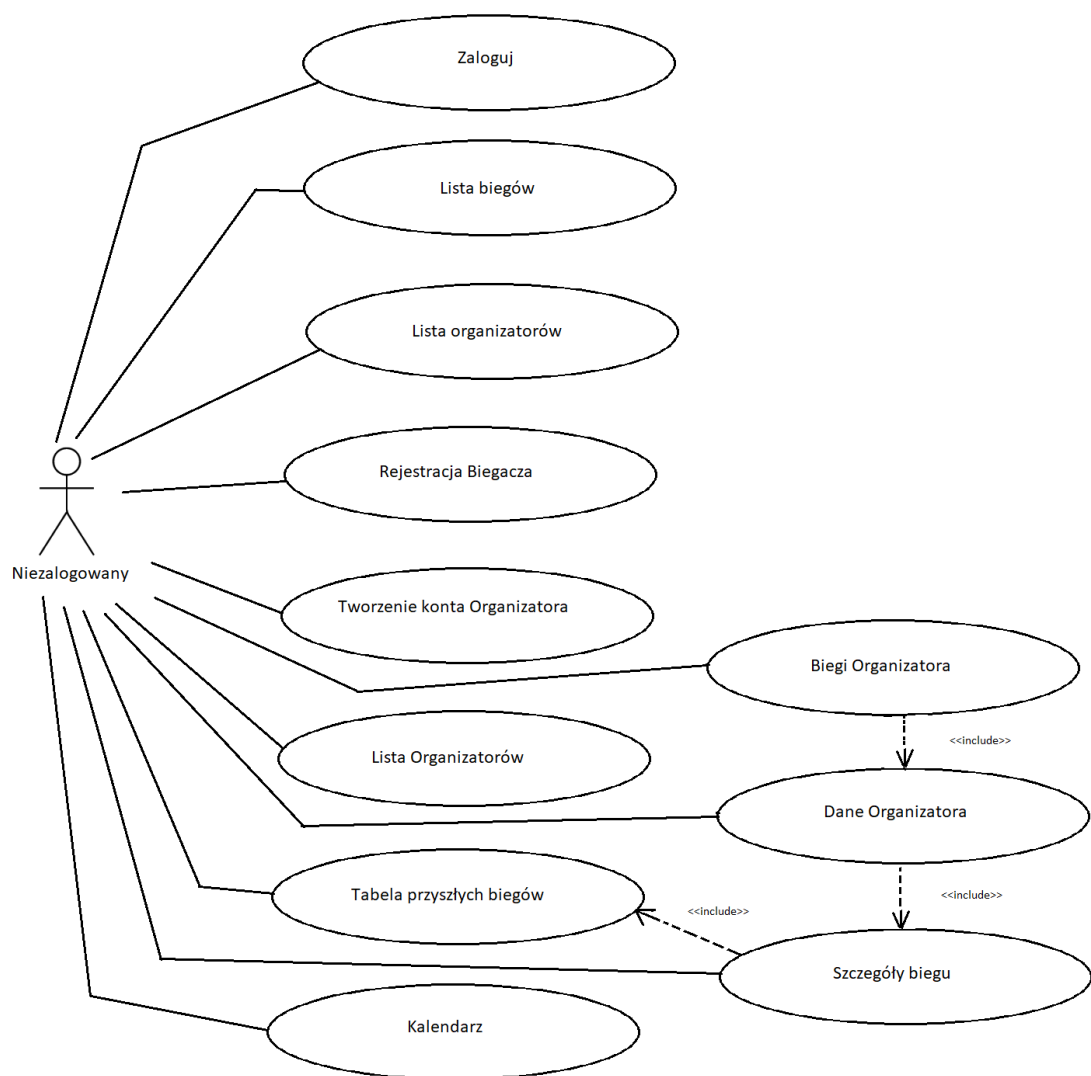 Zaloguj
Lista biegów
Lista organizatorów
Rejestracja Biegacza
Niezalogowany
Tworzenie konta Organizatora
Biegi Organizatora
<<include>>
Lista Organizatorów
Dane Organizatora
<<include>>
Tabela przyszłych biegów
<<include>>
Szczegóły biegu
Kalendarz